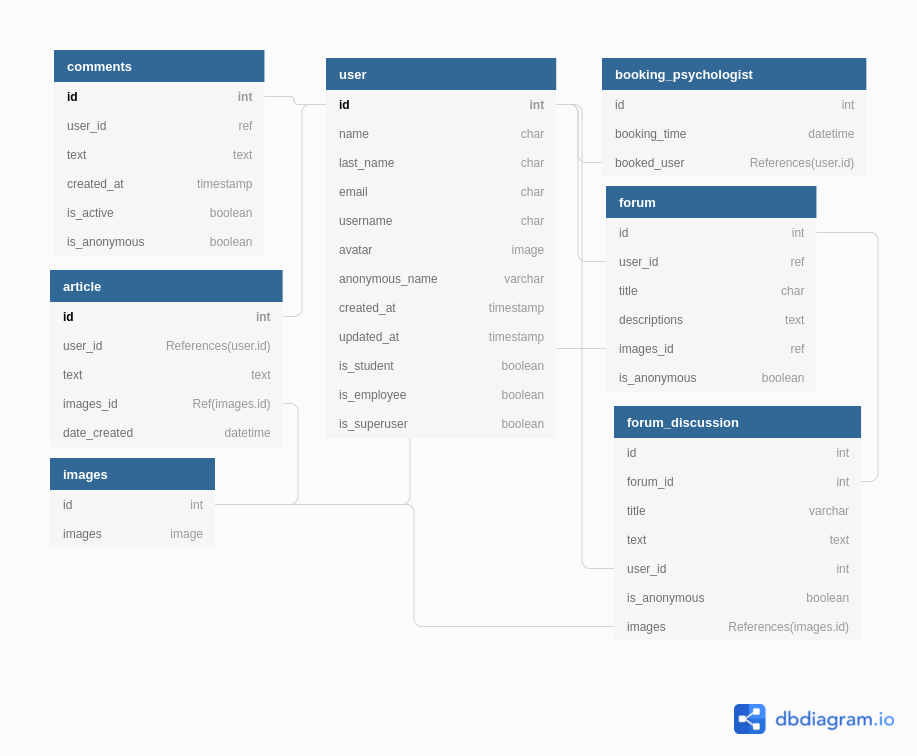 comments
id int
user_id ref
text text
created_at timestamp
is_active boolean
is_anonymous boolean
article
id int
user_id References(user.id)
text text
images_id Ref(images.id)
date_created datetime
images
id int
images image
user
id int
name char
last_name char
email char
username char
avatar image
anonymous_name varchar
created_at timestamp
updated_at timestamp
is_student boolean
is_employee boolean
is_superuser boolean
booking_psychologist
id int
booking_time datetime
booked_user References(user.id)
forum
id int
user_id ref
title char
descriptions text
images_id ref
is_anonymous boolean
forum_discussion
id int
forum_id int
title varchar
text text
user_id int
is_anonymous boolean
images References(images.id)
dbdiagram.io